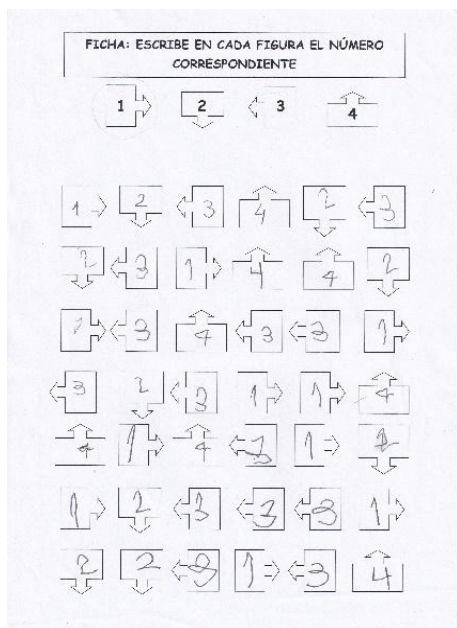 FICHA: ESCRIBE EN CADA FIGURA EL NÚMERO
CORRESPONDIENTE
1 2 3 4
1 2 3 4 2 3
2 3 1 4 4 2
1 3 4 3 3 1
3 2 3 1 1 4
4 1 4 3 1 2
1 2 3 3 3 1
2 2 3 1 3 4